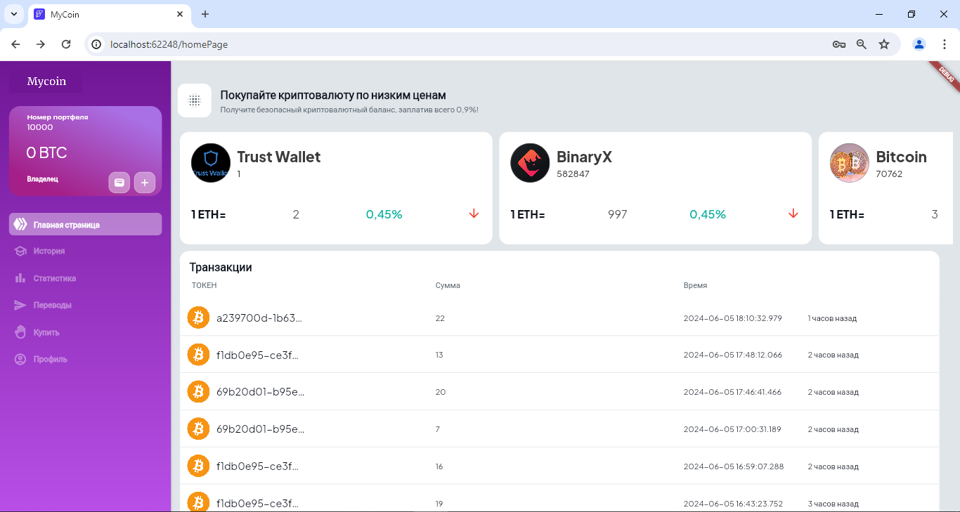 MyCoin
localhost:62248/homePage
DEBUG
Mycoin
Номер портфеля
10000
0 BTC
Владелец
Главная страница
История
Статистика
Переводы
Купить
Профиль
Покупайте криптовалюту по низким ценам
Получите безопасный криптовалютный баланс, заплатив всего 0,9%!
Trust Wallet
Trust Walle
1
1 ETH= 2 0,45%
BinaryX
582847
1 ETH= 997 0,45%
Bitcoin
70762
1 ETH= 3
Транзакции
ТОКЕН Сумма Время
a239700d-1b63... 22 2024-06-05 18:10:32.979 1 часов назад
f1db0e95-ce3f... 13 2024-06-05 17:48:12.066 2 часов назад
69b20d01-b95e... 20 2024-06-05 17:46:41.466 2 часов назад
69b20d01-b95e... 7 2024-06-05 17:00:31.189 2 часов назад
f1db0e95-ce3f... 16 2024-06-05 16:59:07.288 2 часов назад
f1db0e95-ce3f... 19 2024-06-05 16:43:23.752 3 часов назад